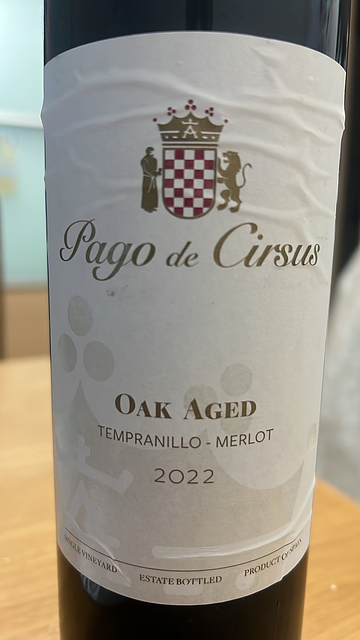 A
Pago de Cirsus
OAK AGED
TEMPRANILLO - MERLOT
2022
SINGLE VINEYARD
ESTATE BOTTLED
PRODUCT OF SPAIN